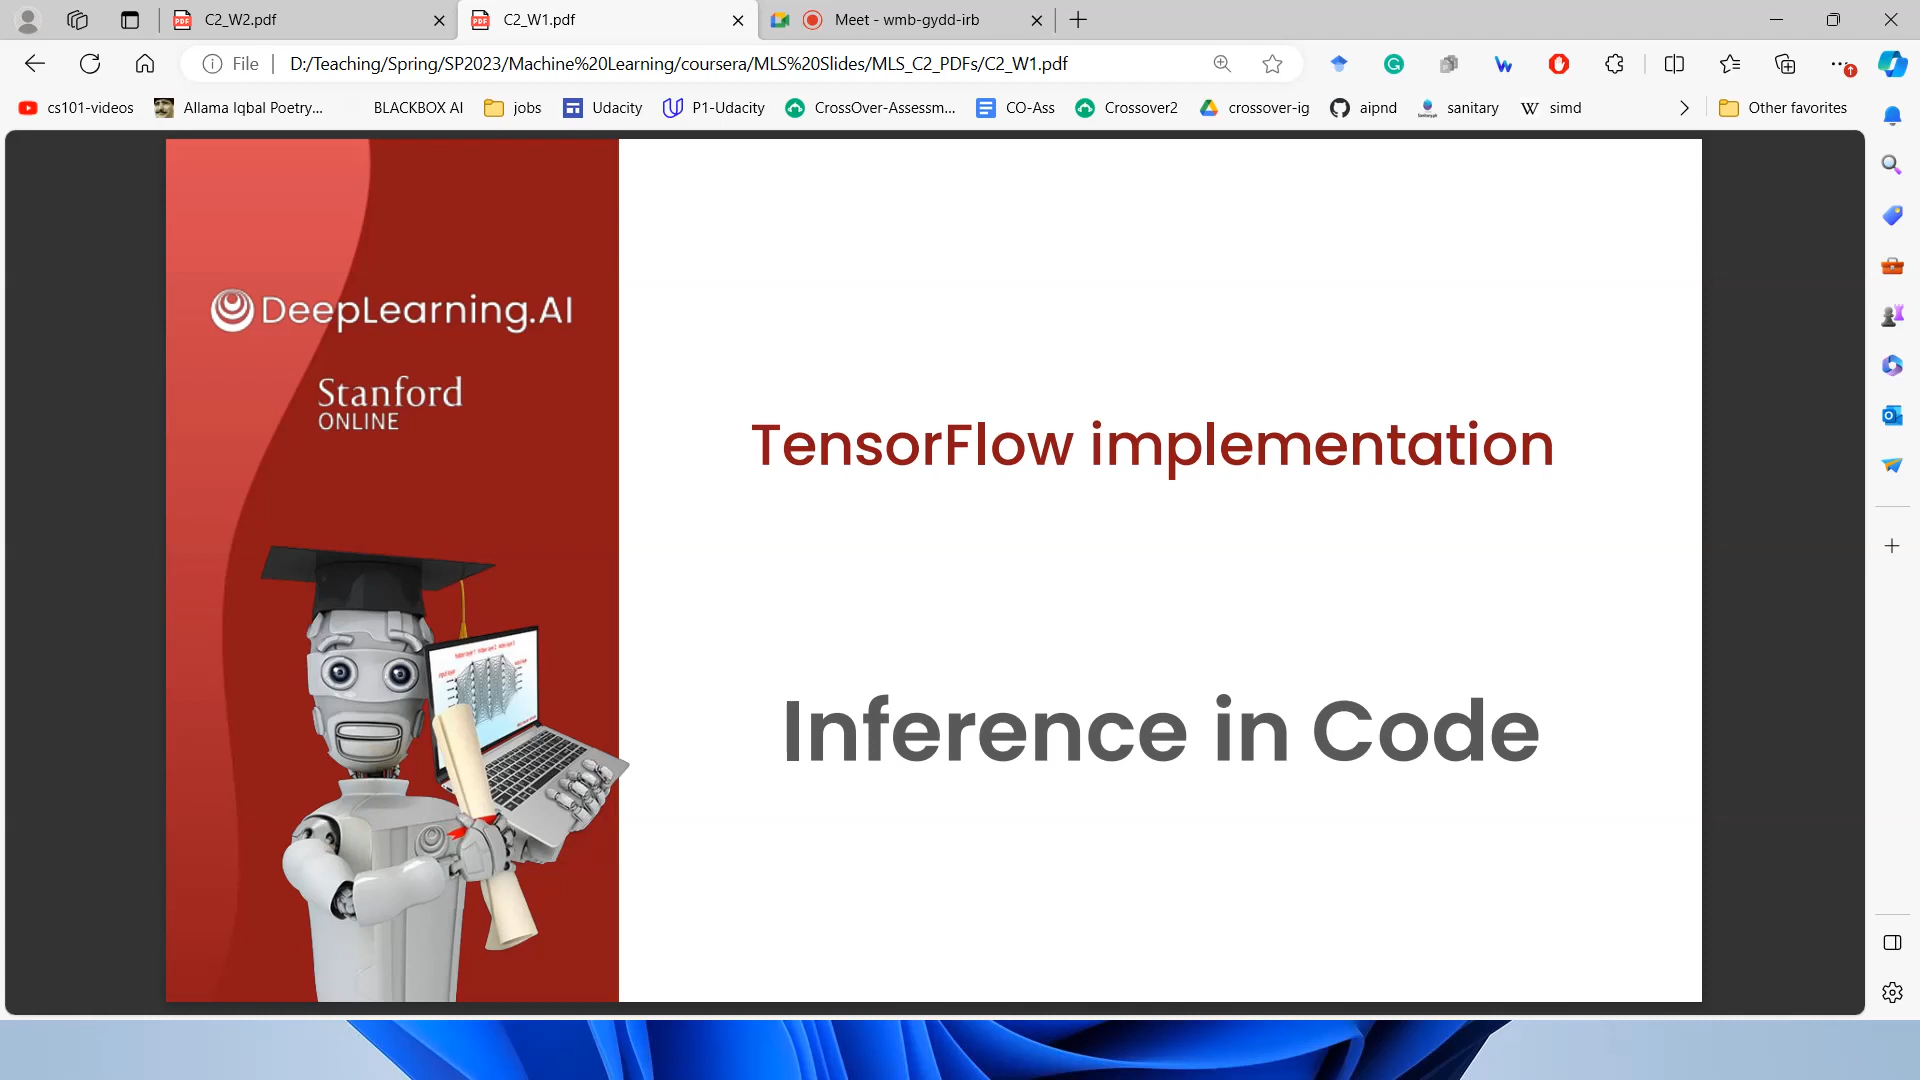 C2_W2.pdf
C2_W1.pdf
Meet - wmb-gydd-irb
File
D:/Teaching/Spring/SP2023/Machine%20Learning/coursera/MLS%20Slides/MLS_C2_PDFs/C2_W1.pdf
cs101-videos
Allama Iqbal Poetry...
BLACKBOX AI
jobs
Udacity
P1-Udacity
CrossOver-Assessm...
CO-Ass
Crossover2
crossover-ig
aipnd
sanitary
simd
Other favorites
DeepLearning.AI
Stanford
ONLINE
TensorFlow implementation
Inference in Code